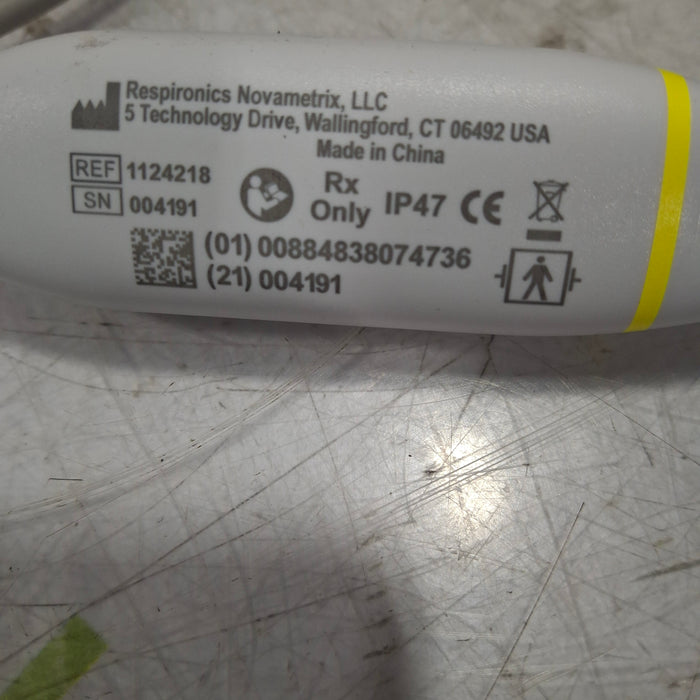 Respironics Novametrix, LLC
5 Technology Drive, Wallingford, CT 06492 USA
Made in China
REF 1124218
SN 004191
Rx
Only
IP47 CE
(01) 00884838074736
(21) 004191